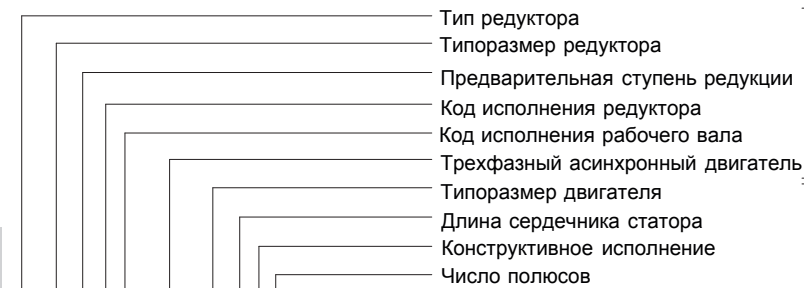 Тип редуктора
Типоразмер редуктора
Предварительная ступень редукции
Код исполнения редуктора
Код исполнения рабочего вала
Трехфазный асинхронный двигатель
Типоразмер двигателя
Длина сердечника статора
Конструктивное исполнение
Число полюсов